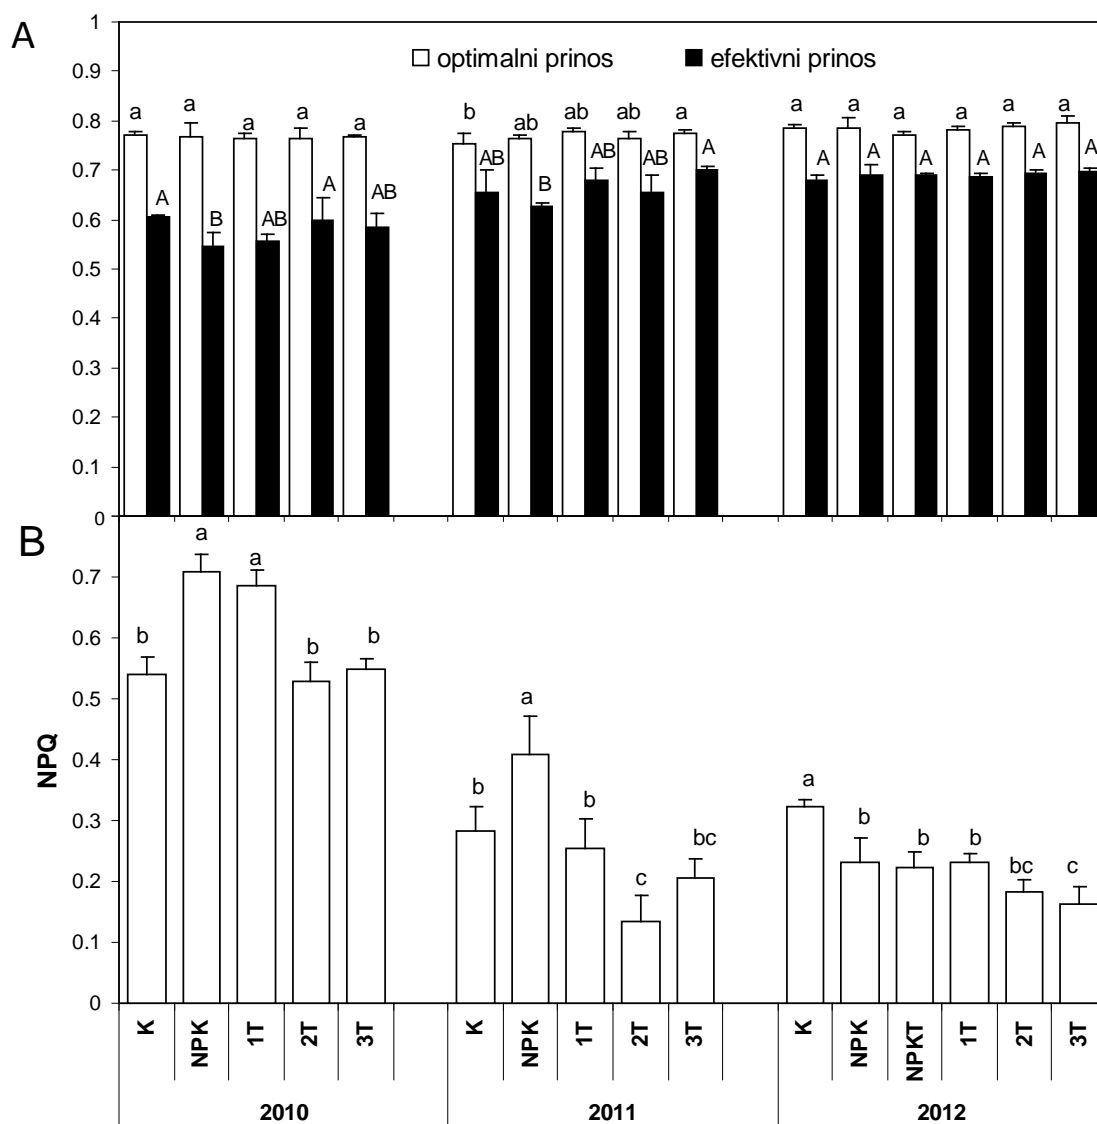 A
1
0.9
0.8
0.7
0.6
0.5
0.4
0.3
0.2
0.1
0
optimalni prinos efektivni prinos
a a a a a b ab ab ab a a a a a a a
A B AB A AB AB B AB AB A A A A A A A
B
NPQ
0.7
0.6
0.5
0.4
0.3
0.2
0.1
0
b a a b b b a b c bc a b b b bc c
K NPK 1T 2T 3T K NPK 1T 2T 3T K NPK NPKT 1T 2T 3T
2010 2011 2012